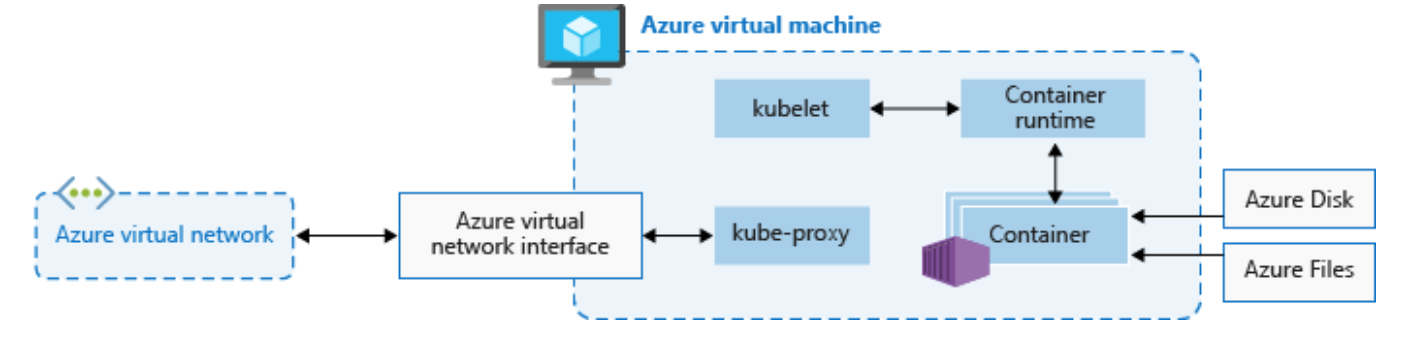 Azure virtual machine
kubelet
Container
runtime
Azure virtual network
Azure virtual
network interface
kube-proxy
Container
Azure Disk
Azure Files